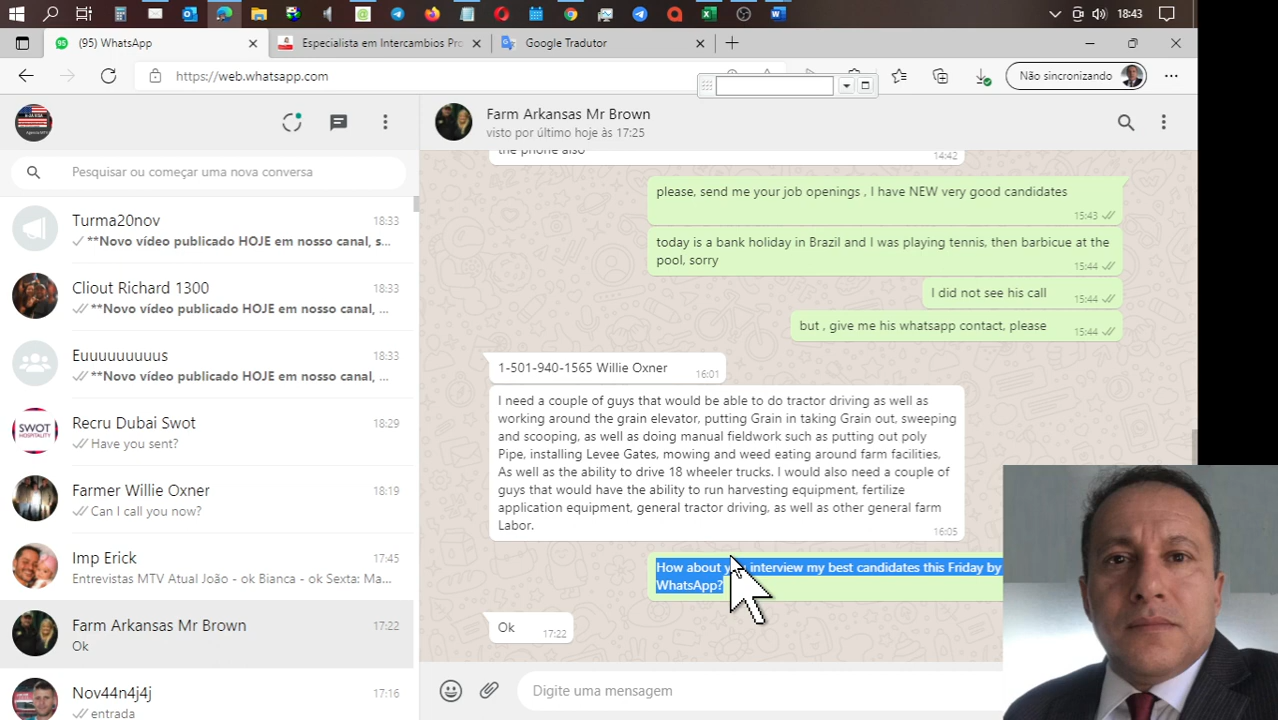 18:43
(95) WhatsApp
Especialista em Intercambios Pro
Google Tradutor
https://web.whatsapp.com
Não sincronizando
Farm Arkansas Mr Brown
visto por último hoje às 17:25
Pesquisar ou começar uma nova conversa
Turma20nov 18:33
**Novo vídeo publicado HOJE em nosso canal, s...
Cliout Richard 1300 18:33
**Novo vídeo publicado HOJE em nosso canal, ...
Euuuuuuuuus 18:33
**Novo vídeo publicado HOJE em nosso canal, ...
SWOT
HOSPITALITY
Recru Dubai Swot 18:29
Have you sent?
Farmer Willie Oxner 18:19
Can I call you now?
Imp Erick 17:45
Entrevistas MTV Atual João - ok Bianca - ok Sexta: Ma...
Farm Arkansas Mr Brown 17:22
Ok
Nov44n4j4j 17:16
entrada
the phone also 14:42
please, send me your job openings , I have NEW very good candidates
15:43
today is a bank holiday in Brazil and I was playing tennis, then barbicue at the
pool, sorry 15:44
I did not see his call 15:44
but , give me his whatsapp contact, please 15:44
1-501-940-1565 Willie Oxner 16:01
I need a couple of guys that would be able to do tractor driving as well as
working around the grain elevator, putting Grain in taking Grain out, sweeping
and scooping, as well as doing manual fieldwork such as putting out poly
Pipe, installing Levee Gates, mowing and weed eating around farm facilities,
As well as the ability to drive 18 wheeler trucks. I would also need a couple of
guys that would have the ability to run harvesting equipment, fertilize
application equipment, general tractor driving, as well as other general farm
Labor. 16:05
How about interview my best candidates this Friday by
WhatsApp?
Ok 17:22
Digite uma mensagem